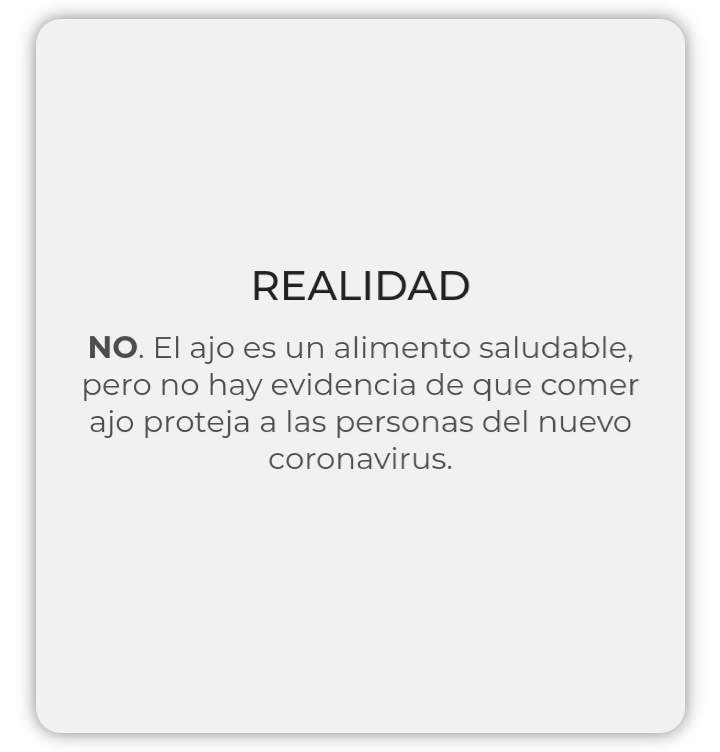 REALIDAD
NO. El ajo es un alimento saludable,
pero no hay evidencia de que comer
ajo proteja a las personas del nuevo
coronavirus.